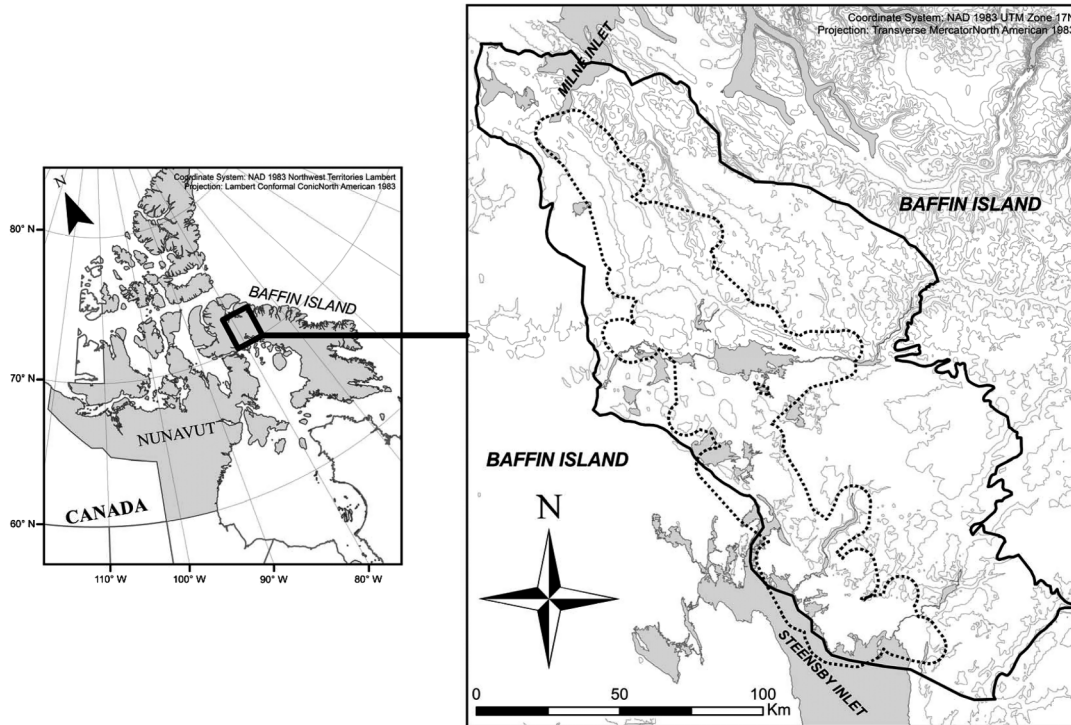 Coordinate System: NAD 1983 Northwest Territories Lambert
Projection: Lambert Conformal ConicNorth American 1983
N
80° N
70° N
60° N
BAFFIN ISLAND
NUNAVUT
CANADA
110° W
100° W
90° W
80° W
Coordinate System: NAD 1983 UTM Zone 17N
Projection: Transverse MercatorNorth American 1983
MILNE INLET
BAFFIN ISLAND
BAFFIN ISLAND
N
STEENSBY INLET
0
50
100
Km